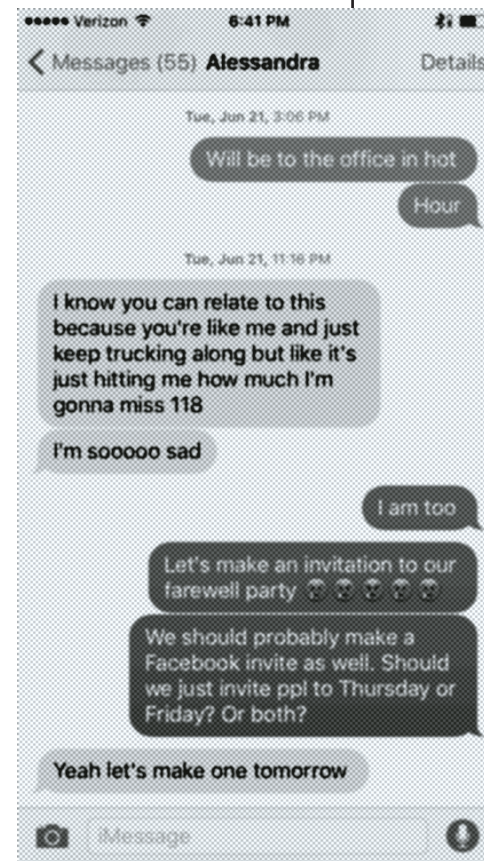 Verizon 6:41 PM
Messages (55) Alessandra Details
Tue, Jun 21, 3:06 PM
Will be to the office in hot
Hour
Tue, Jun 21, 11:16 PM
I know you can relate to this
because you're like me and just
keep trucking along but like it's
just hitting me how much I'm
gonna miss 118
I'm sooooo sad
I am too
Let's make an invitation to our
farewell party
We should probably make a
Facebook invite as well. Should
we just invite ppl to Thursday or
Friday? Or both?
Yeah let's make one tomorrow
iMessage